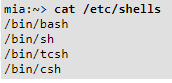 mia:~> cat /etc/shells
/bin/bash
/bin/sh
/bin/tcsh
/bin/csh